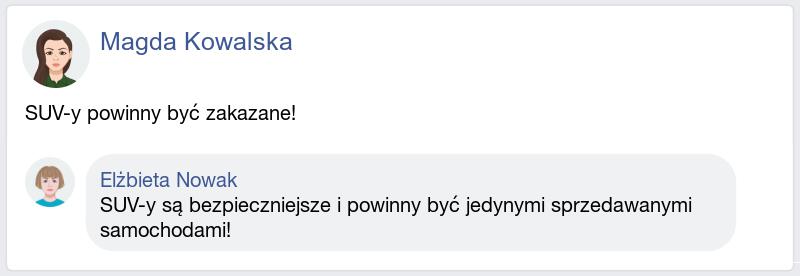 Magda Kowalska
SUV-y powinny być zakazane!
Elżbieta Nowak
SUV-y są bezpieczniejsze i powinny być jedynymi sprzedawanymi
samochodami!